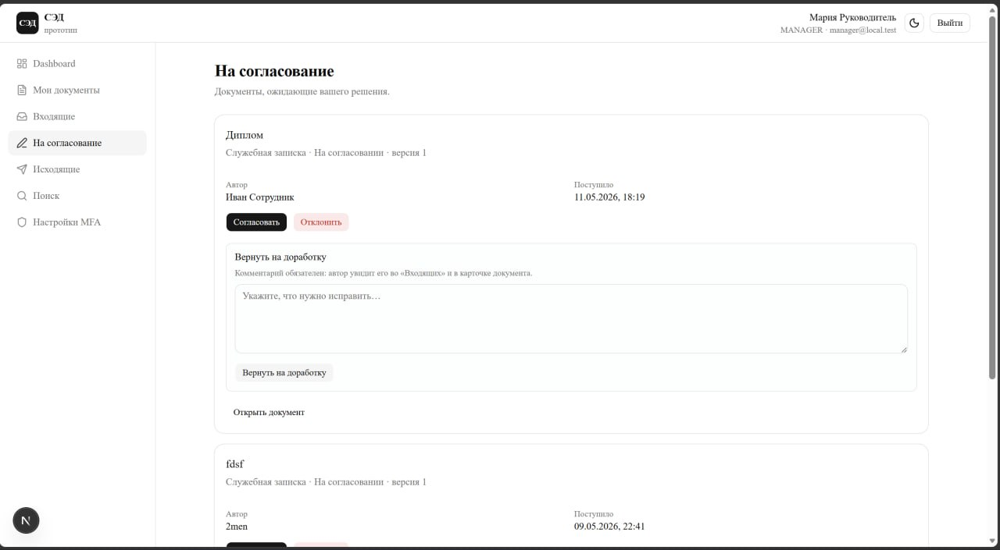 СЭД
СЭД
прототип
Мария Руководитель
MANAGER · manager@local.test
Выйти
Dashboard
Мои документы
Входящие
На согласование
Исходящие
Поиск
Настройки MFA
На согласование
Документы, ожидающие вашего решения.
Диплом
Служебная записка · На согласовании · версия 1
Автор
Иван Сотрудник
Поступило
11.05.2026, 18:19
Согласовать
Отклонить
Вернуть на доработку
Комментарий обязателен: автор увидит его во «Входящих» и в карточке документа.
Укажите, что нужно исправить…
Вернуть на доработку
Открыть документ
fdsf
Служебная записка · На согласовании · версия 1
Автор
2men
Поступило
09.05.2026, 22:41
N